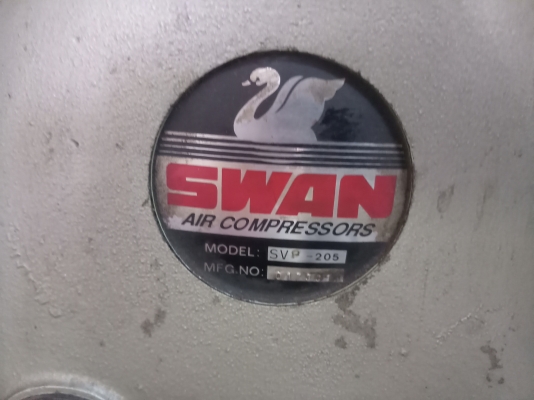 SWAN
AIR COMPRESSORS
MODEL: SVP-205
MFG.NO: